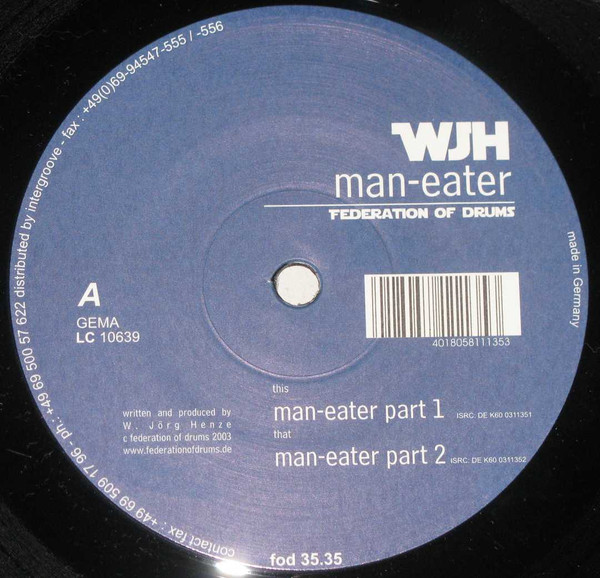 WJH
man-eater
FEDERATION OF DRUMS
made in Germany
A
GEMA
LC 10639
4018058111353
this
man-eater part 1 ISRC: DE K60 0311351
that
man-eater part 2 ISRC: DE K60 0311352
written and produced by
W. Jörg Henze
c federation of drums 2003
www.federationofdrums.de
fod 35.35
contact fax : +49 69 509 17 96 - ph.: +49 69 500 57 622 distributed by intergroove - fax : +49(0)69-94547-555 / -556